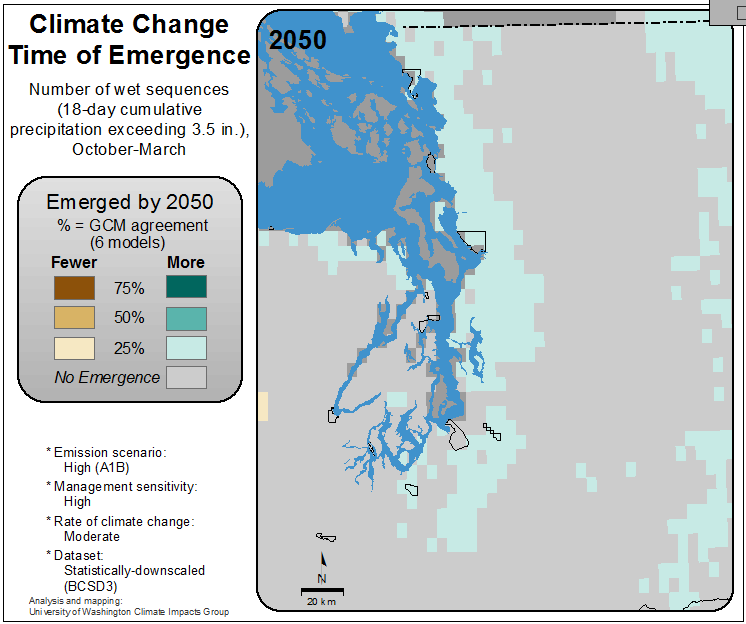 Climate Change
Time of Emergence
Number of wet sequences
(18-day cumulative
precipitation exceeding 3.5 in.),
October-March
Emerged by 2050
% = GCM agreement
(6 models)
Fewer More
75%
50%
25%
No Emergence
* Emission scenario:
High (A1B)
* Management sensitivity:
High
* Rate of climate change:
Moderate
* Dataset:
Statistically-downscaled
(BCSD3)
Analysis and mapping:
University of Washington Climate Impacts Group
2050
N
20 km